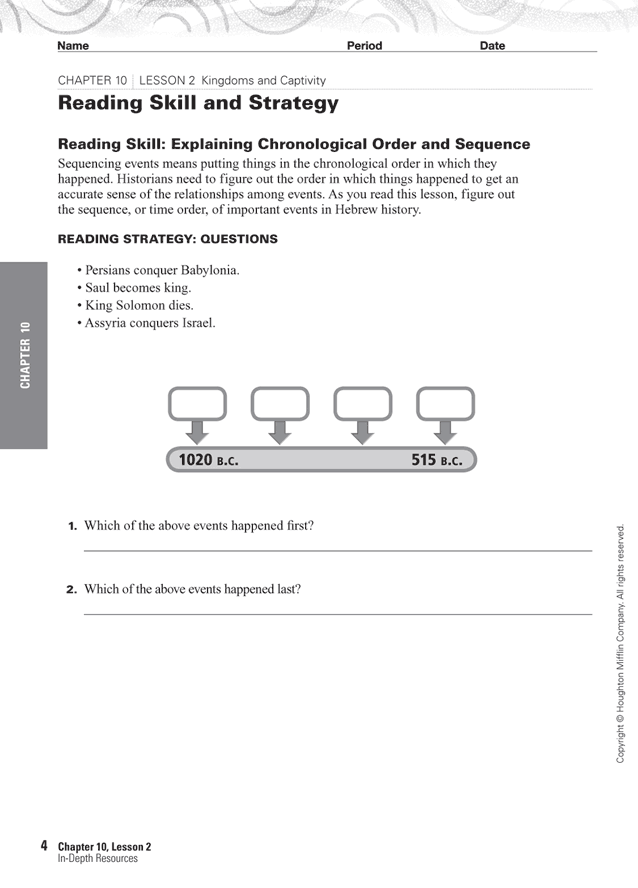 Name Period Date
CHAPTER 10 | LESSON 2 Kingdoms and Captivity
Reading Skill and Strategy
Reading Skill: Explaining Chronological Order and Sequence
Sequencing events means putting things in the chronological order in which they
happened. Historians need to figure out the order in which things happened to get an
accurate sense of the relationships among events. As you read this lesson, figure out
the sequence, or time order, of important events in Hebrew history.
READING STRATEGY: QUESTIONS
• Persians conquer Babylonia.
• Saul becomes king.
• King Solomon dies.
• Assyria conquers Israel.
CHAPTER 10
1020 B.C. 515 B.C.
1. Which of the above events happened first?
2. Which of the above events happened last?
Copyright © Houghton Mifflin Company. All rights reserved.
4 Chapter 10, Lesson 2
In-Depth Resources